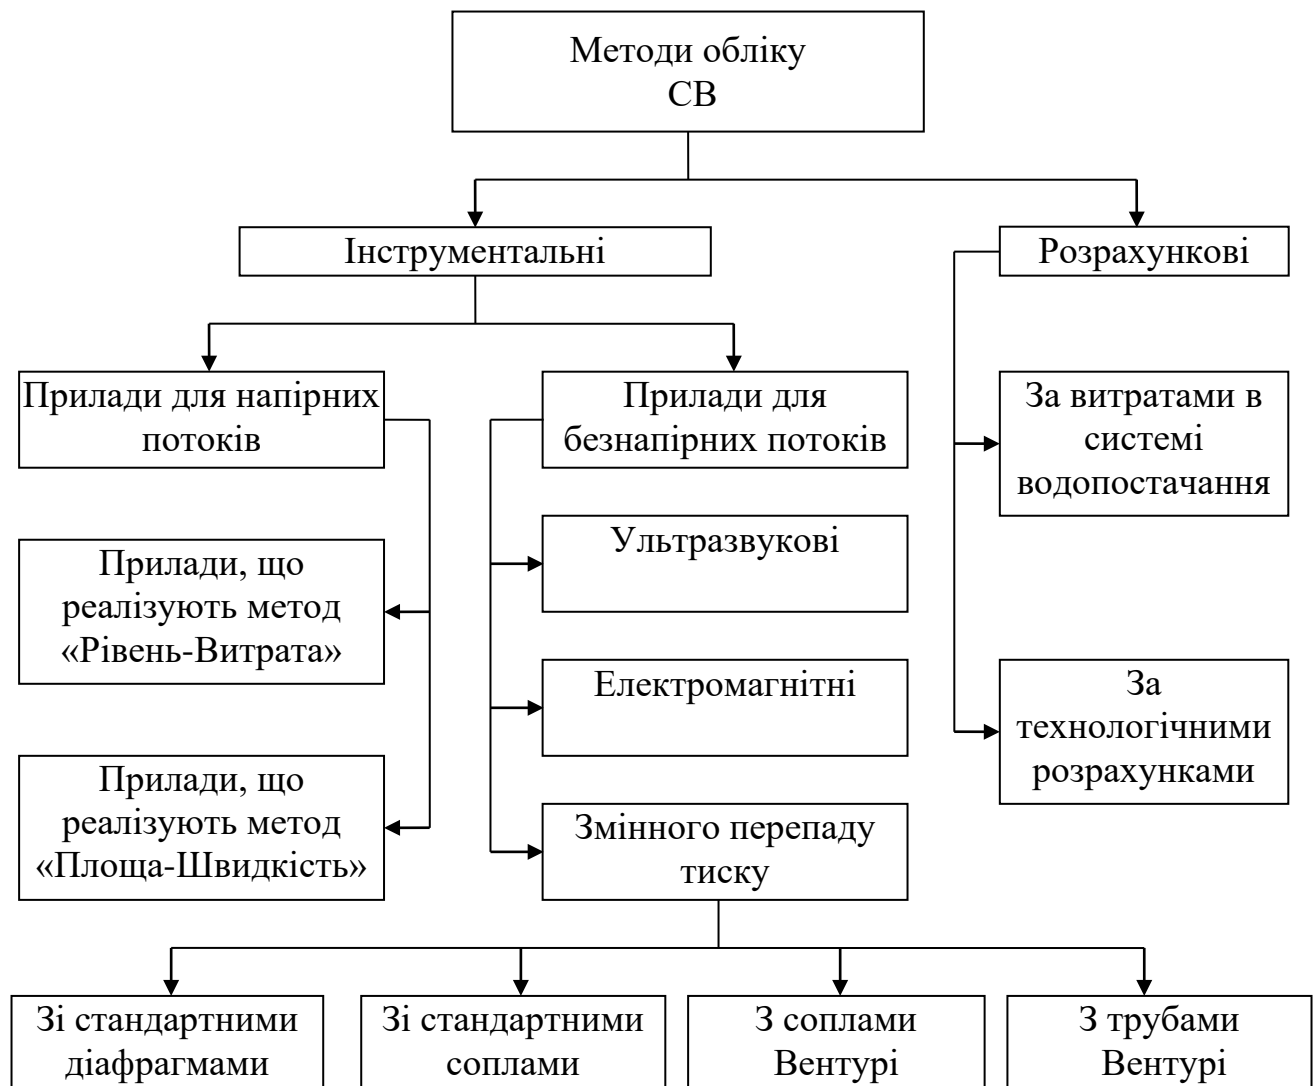 Методи обліку
СВ
Інструментальні
Розрахункові
Прилади для напірних
потоків
Прилади для
безнапірних потоків
За витратами в
системі
водопостачання
Ультразвукові
Прилади, що
реалізують метод
«Рівень-Витрата»
Електромагнітні
За
технологічними
розрахунками
Прилади, що
реалізують метод
«Площа-Швидкість»
Змінного перепаду
тиску
Зі стандартними
діафрагмами
Зі стандартними
соплами
З соплами
Вентурі
З трубами
Вентурі